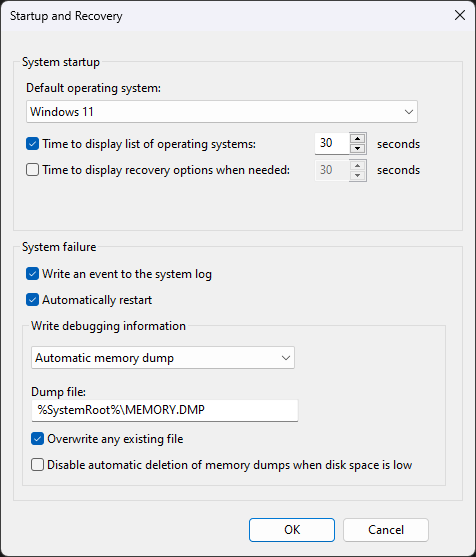 Startup and Recovery
System startup
Default operating system:
Windows 11
Time to display list of operating systems: 30 seconds
Time to display recovery options when needed: 30 seconds
System failure
Write an event to the system log
Automatically restart
Write debugging information
Automatic memory dump
Dump file:
%SystemRoot%\MEMORY.DMP
Overwrite any existing file
Disable automatic deletion of memory dumps when disk space is low
OK Cancel